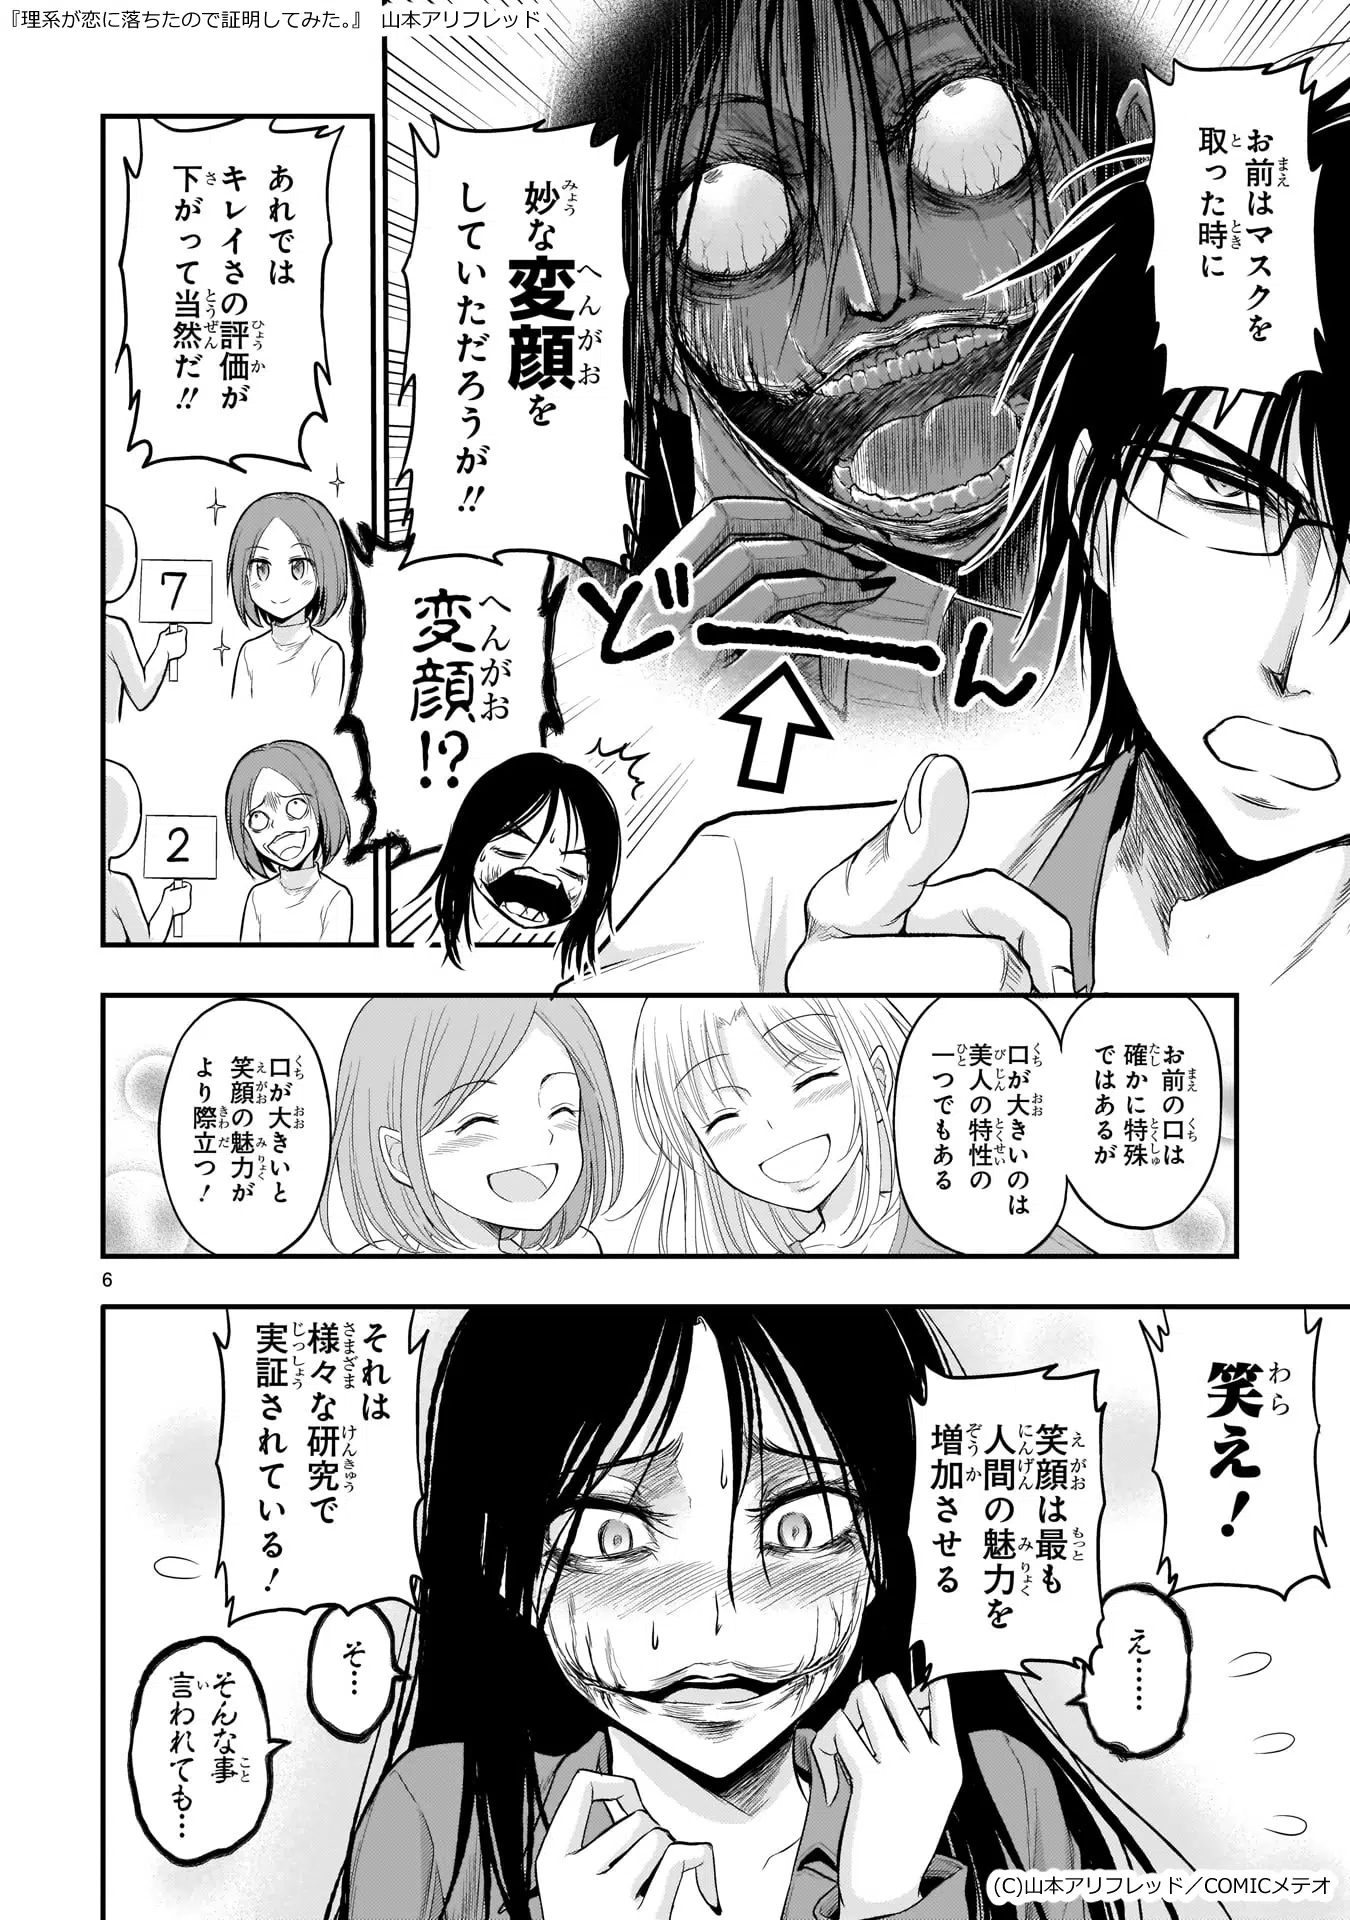 『理系が恋に落ちたので証明してみた。』 山本アリフレッド
お前はマスクを
取った時に
妙な変顔を
していただろうが!!
どーん
変顔!?
あれでは
キレイさの評価が
下がって当然だ!!
7
2
お前の口は
確かに特殊
ではあるが
口が大きいのは
美人の特性の
一つでもある
口が大きいと
笑顔の魅力が
より際立つ!
6
笑え!
え……
笑顔は最も
人間の魅力を
増加させる
それは
様々な研究で
実証されている!
そ…
そんな事
言われても…
(C)山本アリフレッド／COMICメテオ